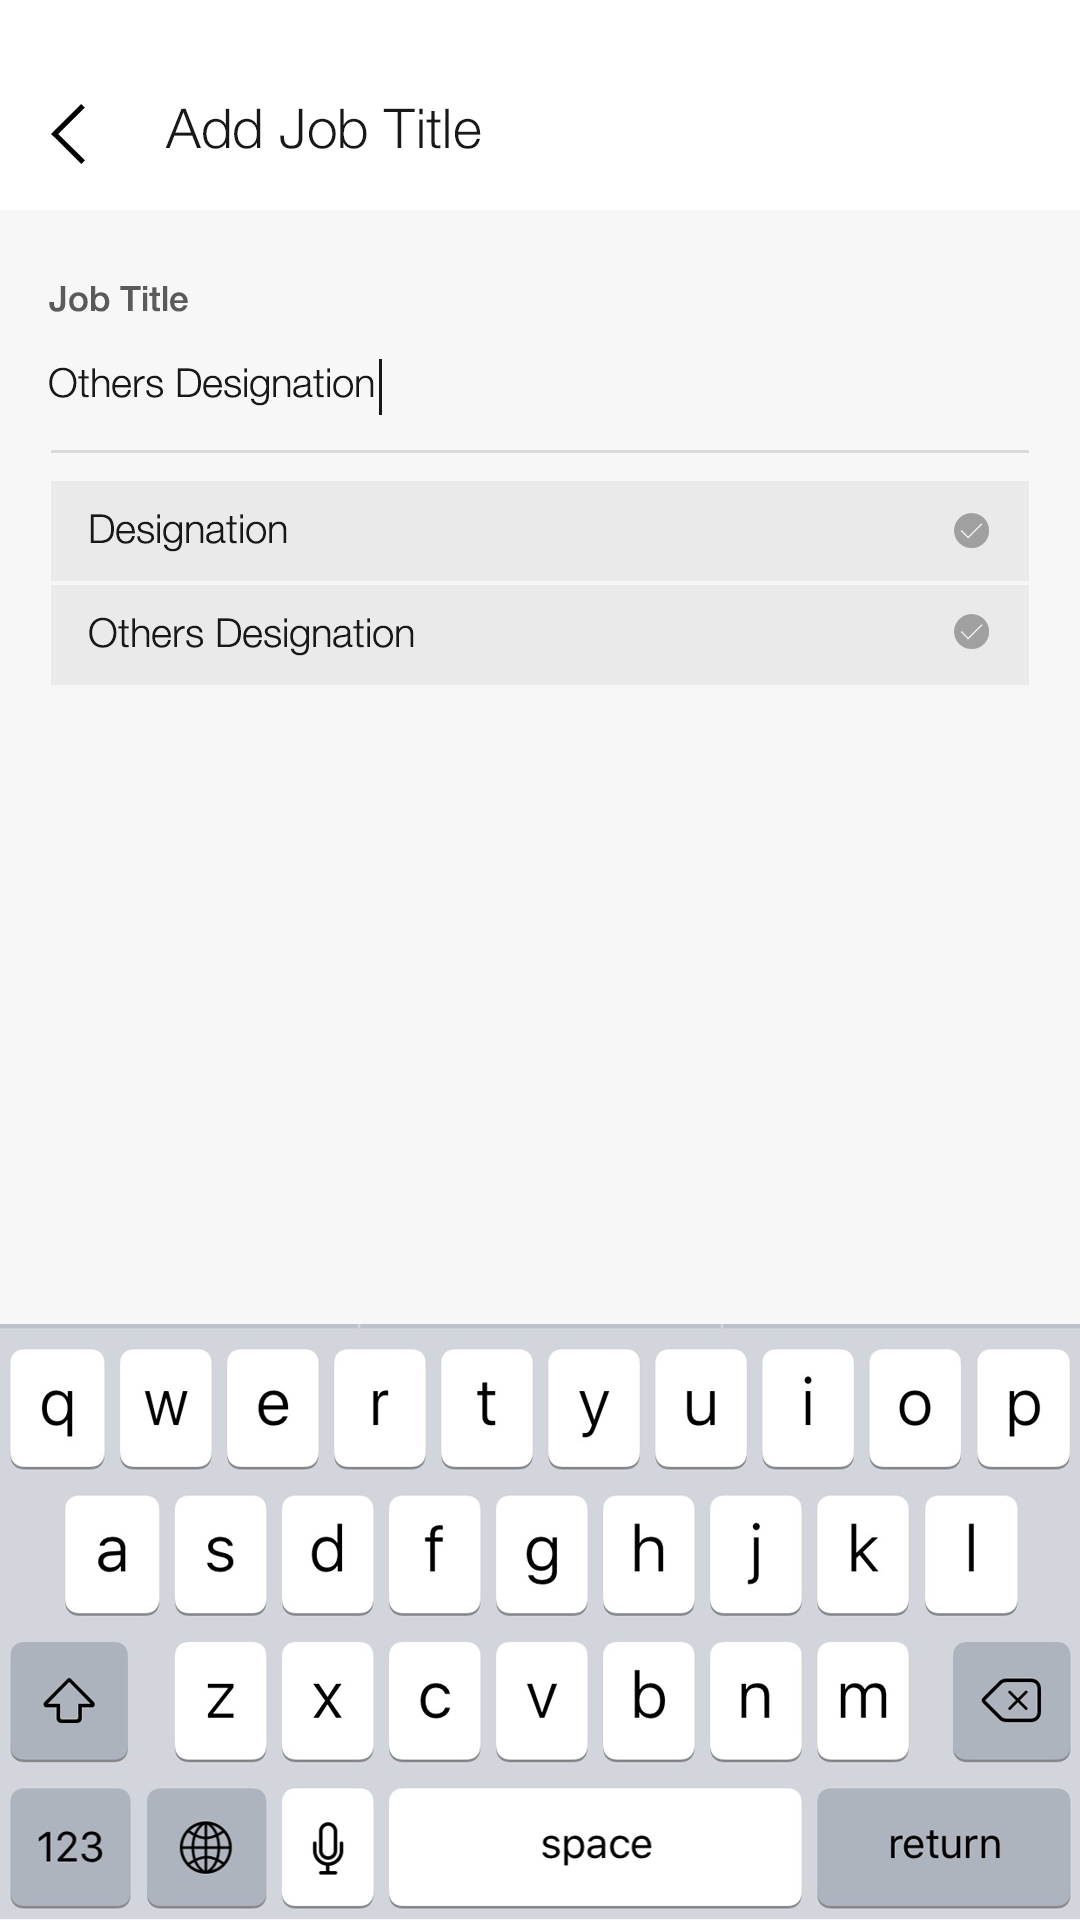 Add Job Title
Job Title
Others Designation
Designation
Others Designation
q w e r t y u i o p
a s d f g h j k l
z x c v b n m
123 space return